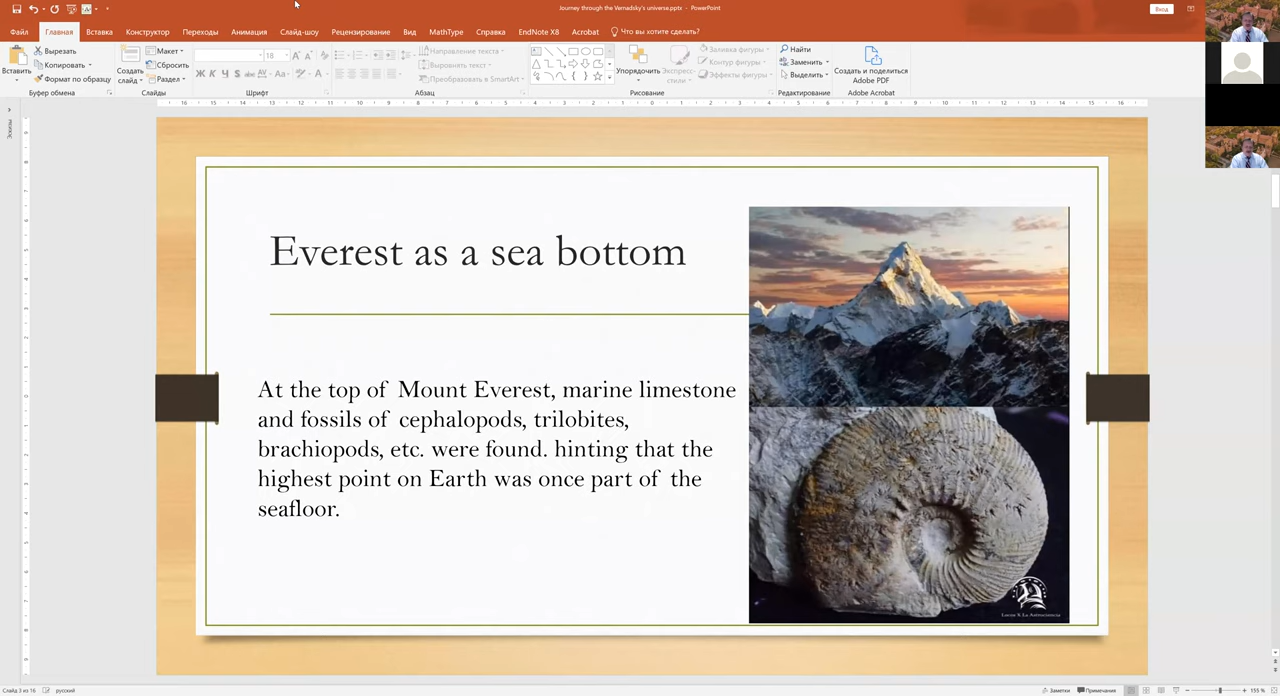 Journey through the Vernadsky's universe.pptx - PowerPoint
Вход
Файл Главная Вставка Конструктор Переходы Анимация Слайд-шоу Рецензирование Вид MathType Справка EndNote X8 Acrobat Что вы хотите сделать?
Вставить
Вырезать
Копировать
Формат по образцу
Буфер обмена
Создать слайд
Макет
Сбросить
Раздел
Слайды
18
Ж К Ч S abc AV Aa A
Шрифт
Направление текста
Выровнять текст
Преобразовать в SmartArt
Абзац
Упорядочить
Экспресс-стили
Заливка фигуры
Контур фигуры
Эффекты фигуры
Рисование
Найти
Заменить
Выделить
Редактирование
Создать и поделиться
Adobe PDF
Adobe Acrobat
Эскизы
Everest as a sea bottom
At the top of Mount Everest, marine limestone
and fossils of cephalopods, trilobites,
brachiopods, etc. were found. hinting that the
highest point on Earth was once part of the
seafloor.
Слайд 3 из 16 русский
Заметки Примечания 155 %